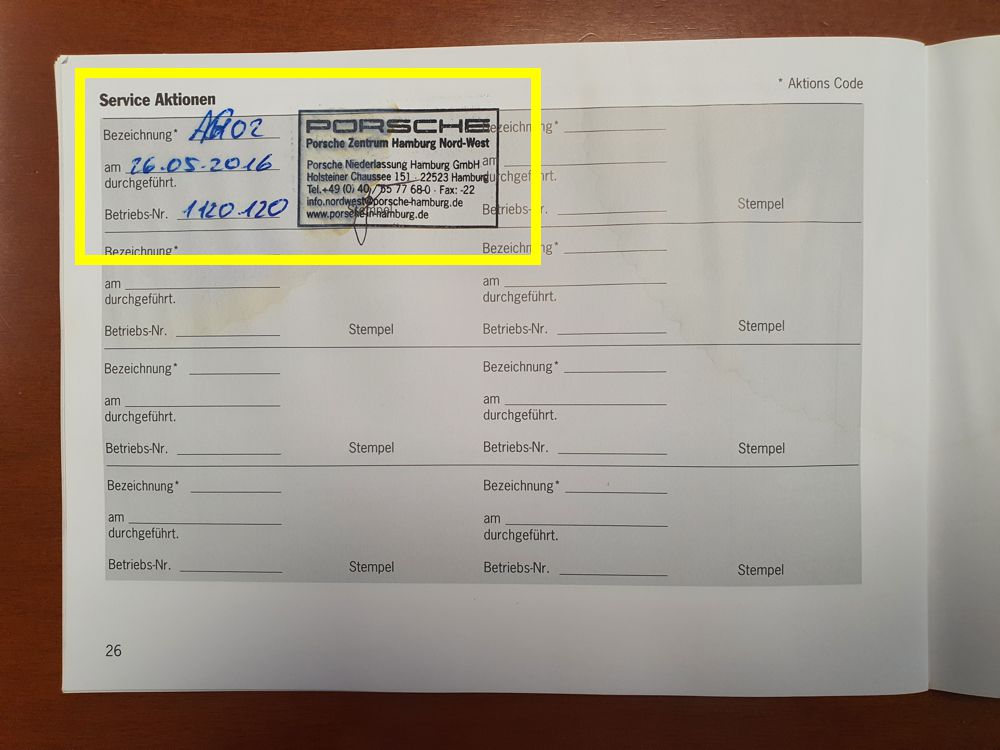 * Aktions Code
Service Aktionen
Bezeichnung*
am 26.05.2016
durchgeführt.
Betriebs-Nr. 1120120
PORSCHE
Porsche Zentrum Hamburg Nord-West
Porsche Niederlassung Hamburg GmbH
Holsteiner Chaussee 151 · 22523 Hamburg
Tel.+49 (0) 40/ 55 77 68-0 · Fax: -22
info.nordwest@porsche-hamburg.de
www.porsche-in-hamburg.de
Stempel
Bezeichnung*
am
durchgeführt.
Betriebs-Nr.
Stempel
Bezeichnung*
am
durchgeführt.
Betriebs-Nr.
Stempel
Bezeichnung*
am
durchgeführt.
Betriebs-Nr.
Stempel
Bezeichnung*
am
durchgeführt.
Betriebs-Nr.
Stempel
Bezeichnung*
am
durchgeführt.
Betriebs-Nr.
Stempel
Bezeichnung*
am
durchgeführt.
Betriebs-Nr.
Stempel
Bezeichnung*
am
durchgeführt.
Betriebs-Nr.
Stempel
26